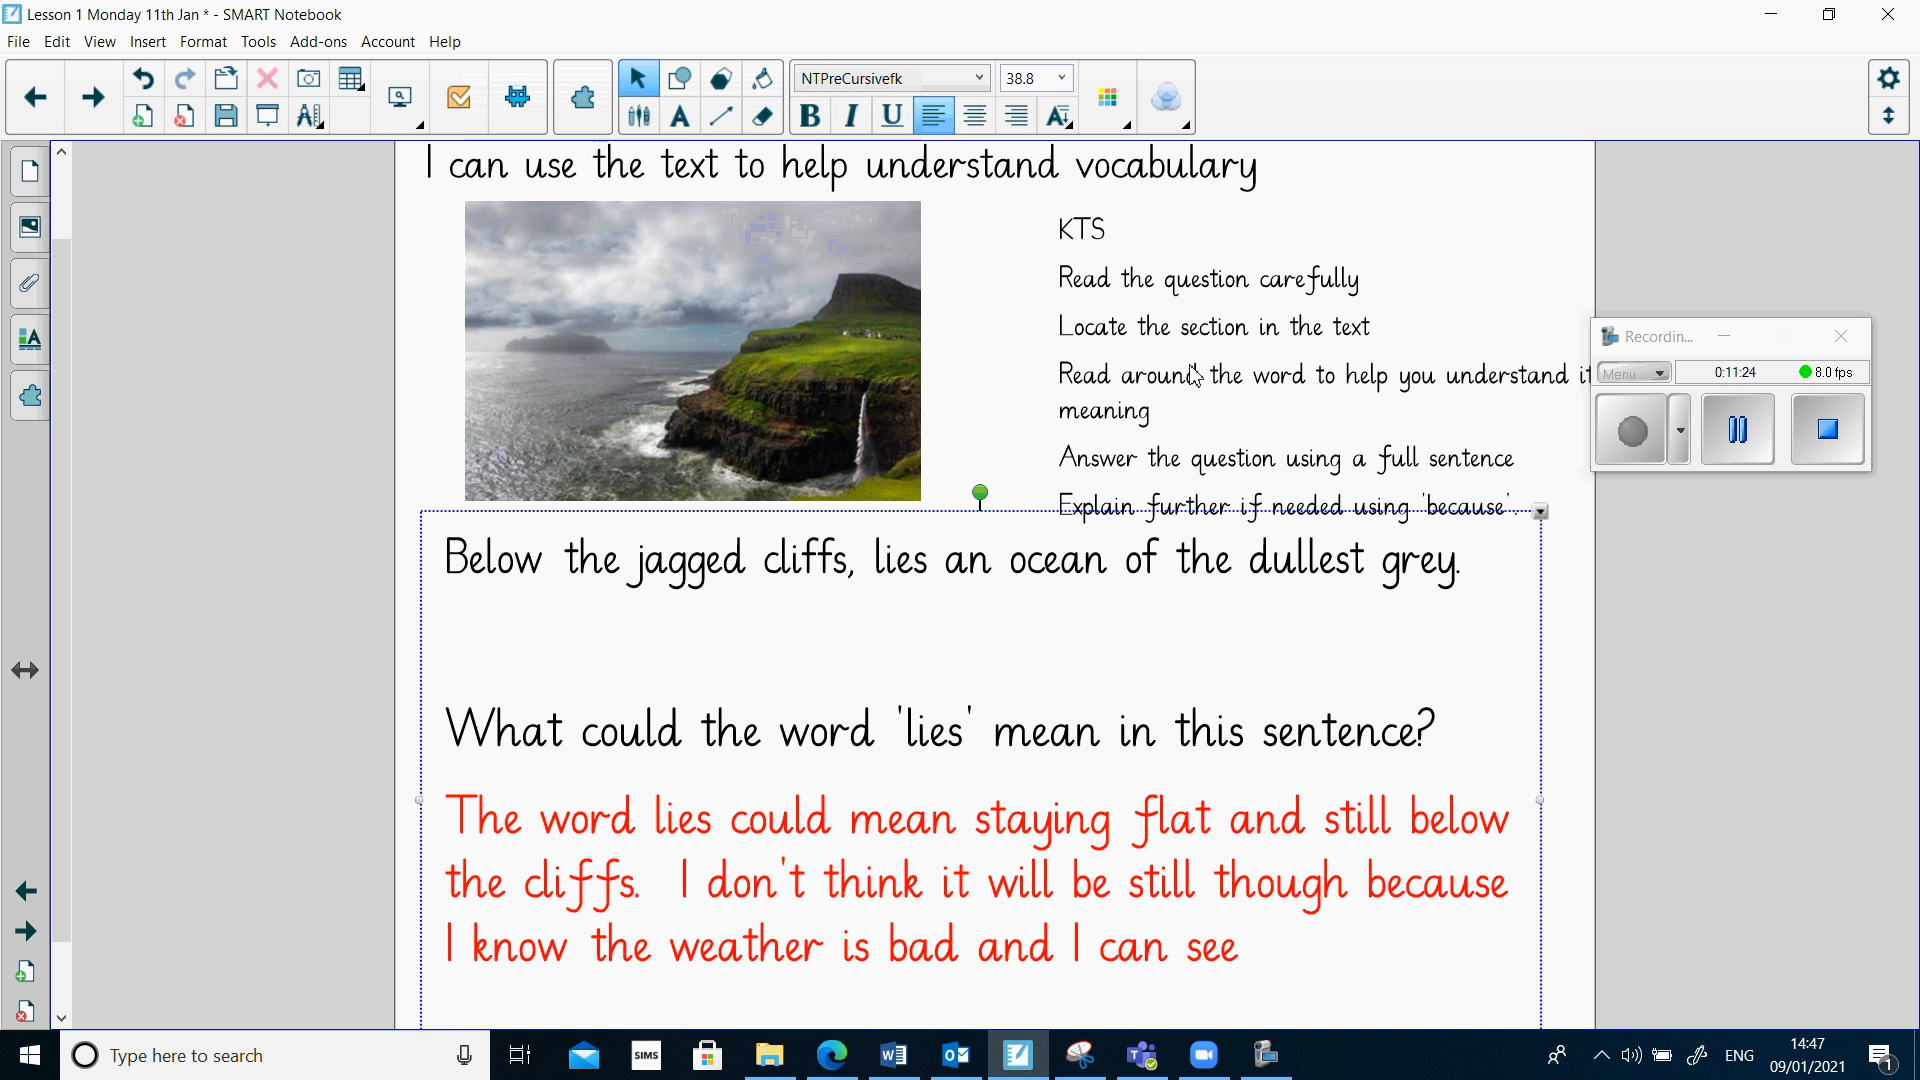 Lesson 1 Monday 11th Jan * - SMART Notebook
File Edit View Insert Format Tools Add-ons Account Help
NTPreCursivefk 38.8
B I U
I can use the text to help understand vocabulary
KTS
Read the question carefully
Locate the section in the text
Read around the word to help you understand it
meaning
Answer the question using a full sentence
Explain further if needed using 'because'.
Recordin...
Menu 0:11:24 8.0 fps
Below the jagged cliffs, lies an ocean of the dullest grey.
What could the word 'lies' mean in this sentence?
The word lies could mean staying flat and still below
the cliffs. I don't think it will be still though because
I know the weather is bad and I can see
Type here to search
SIMS
ENG
14:47
09/01/2021
1